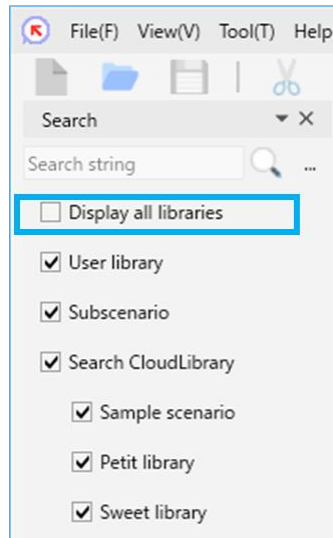 File(F) View(V) Tool(T) Help
Search
Search string ...
Display all libraries
User library
Subscenario
Search CloudLibrary
Sample scenario
Petit library
Sweet library